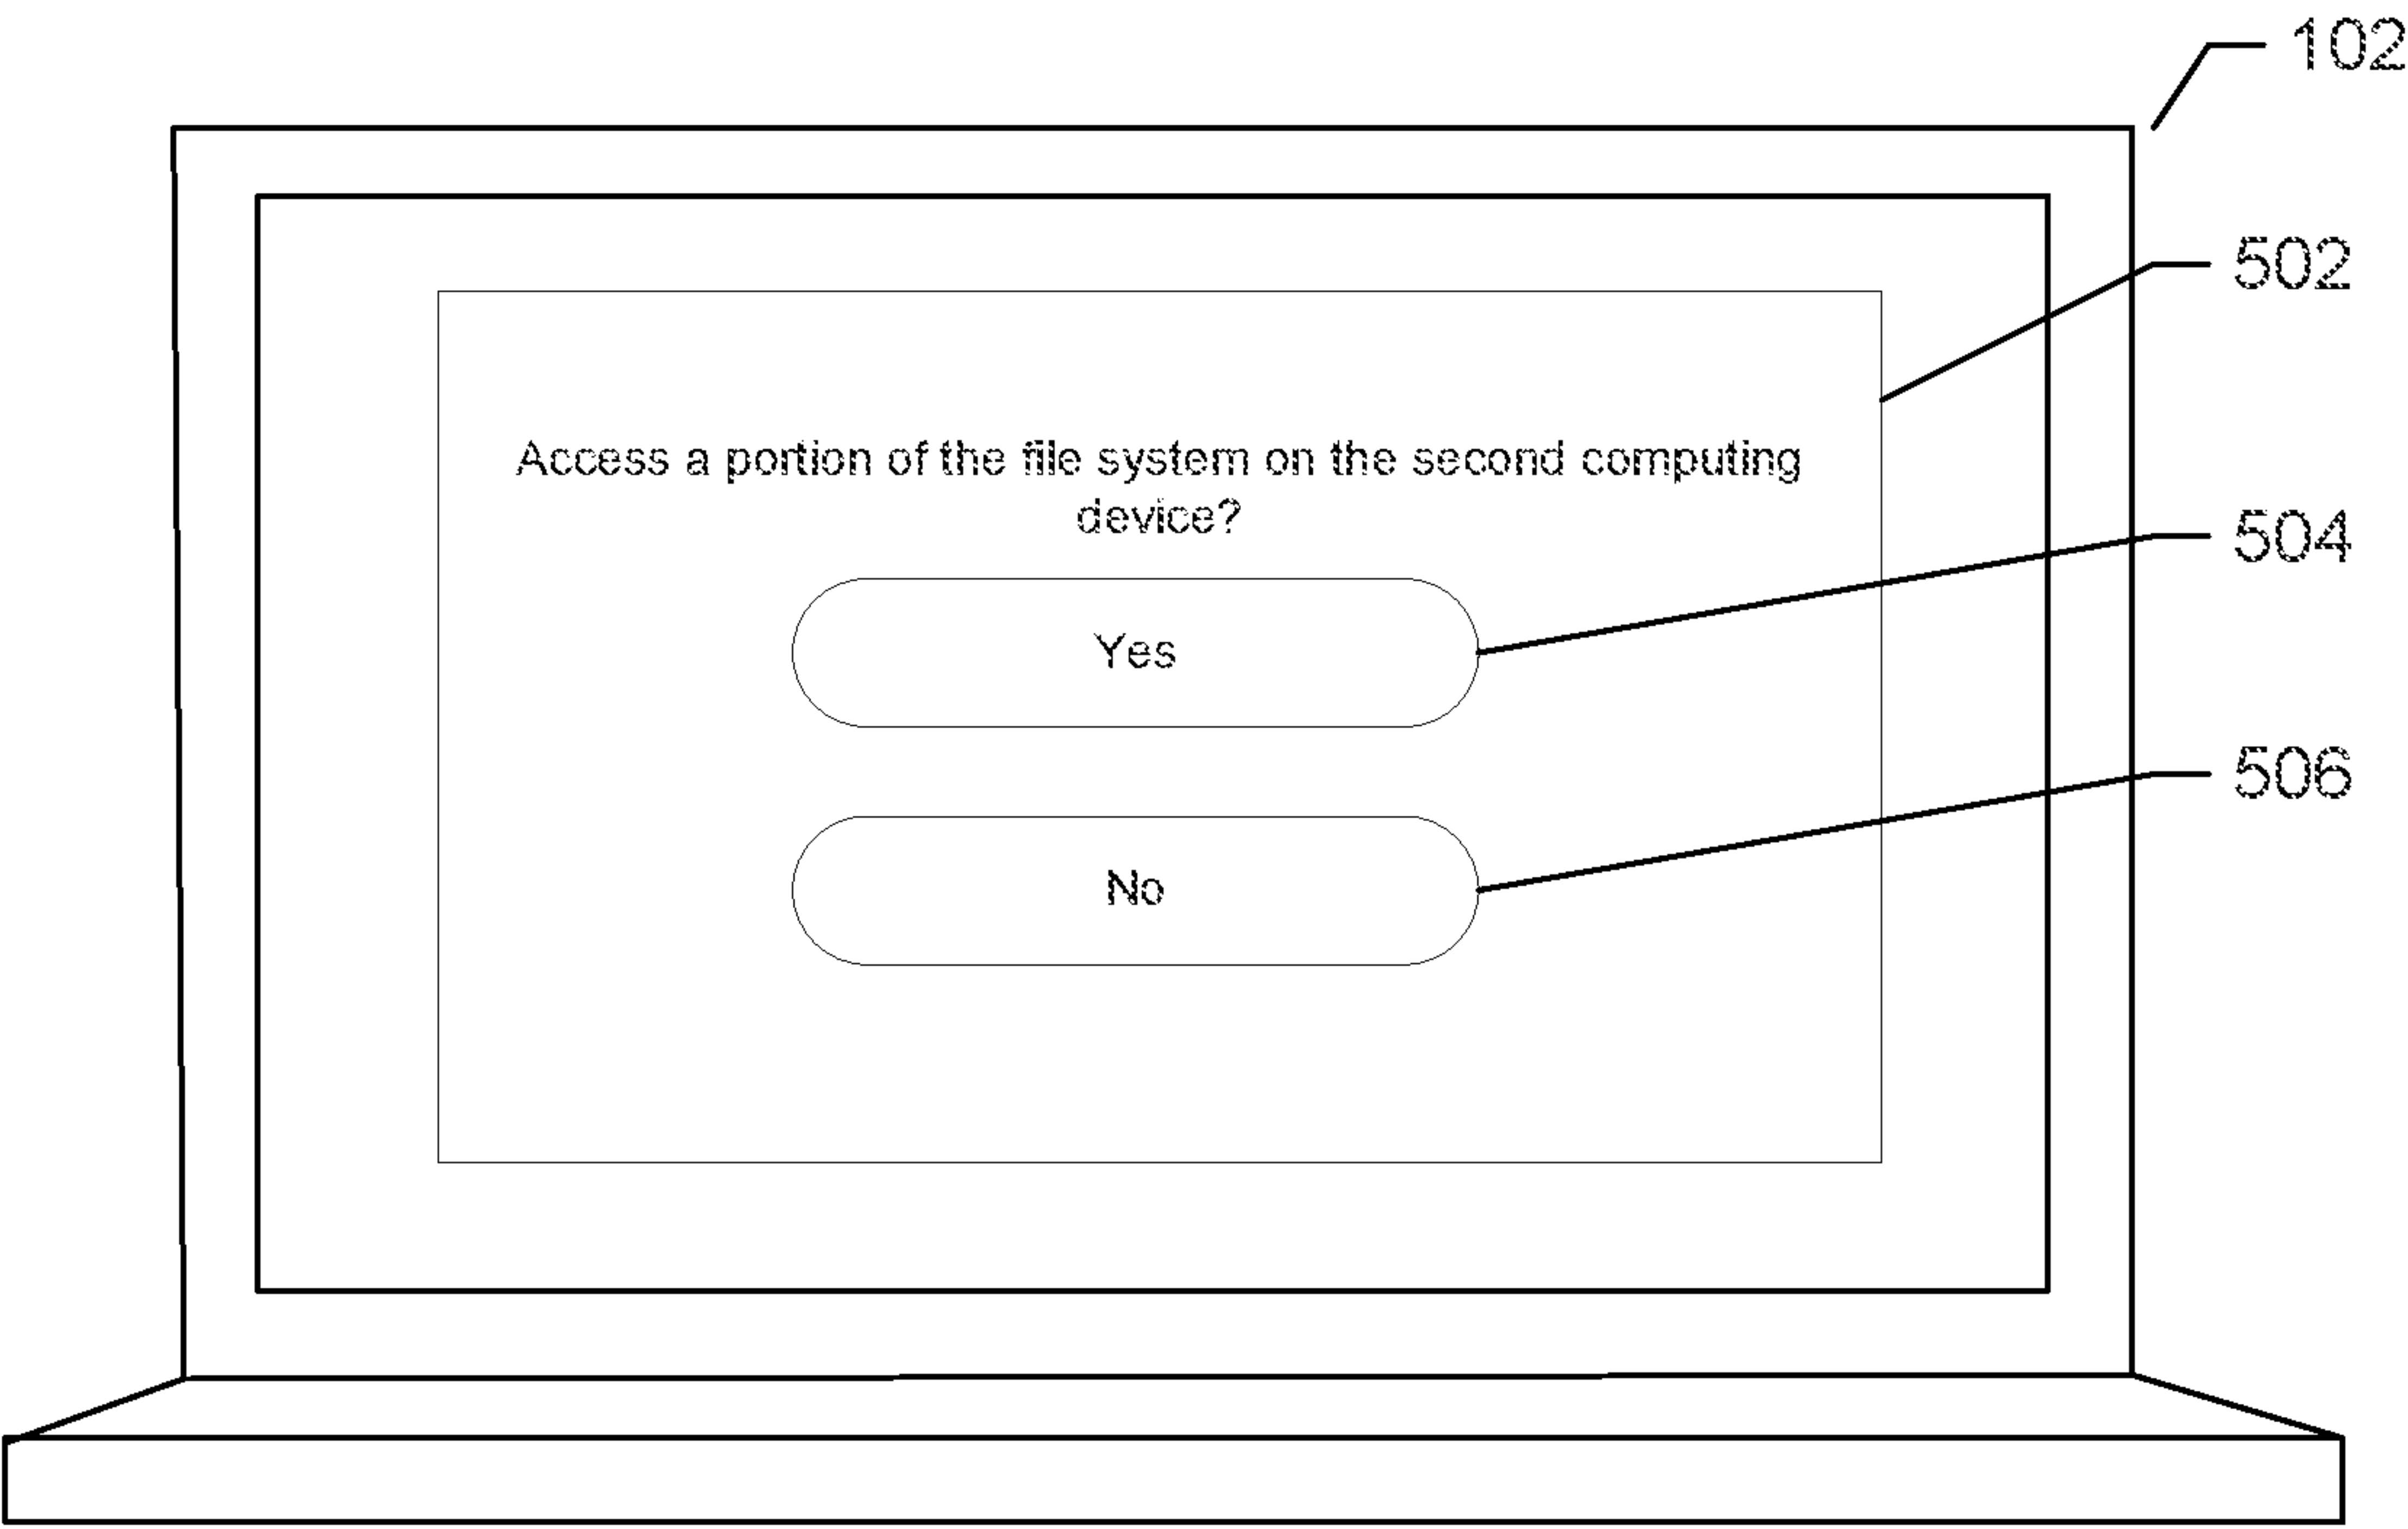 102
502
Access a portion of the file system on the second computing
device?
504
Yes
506
No